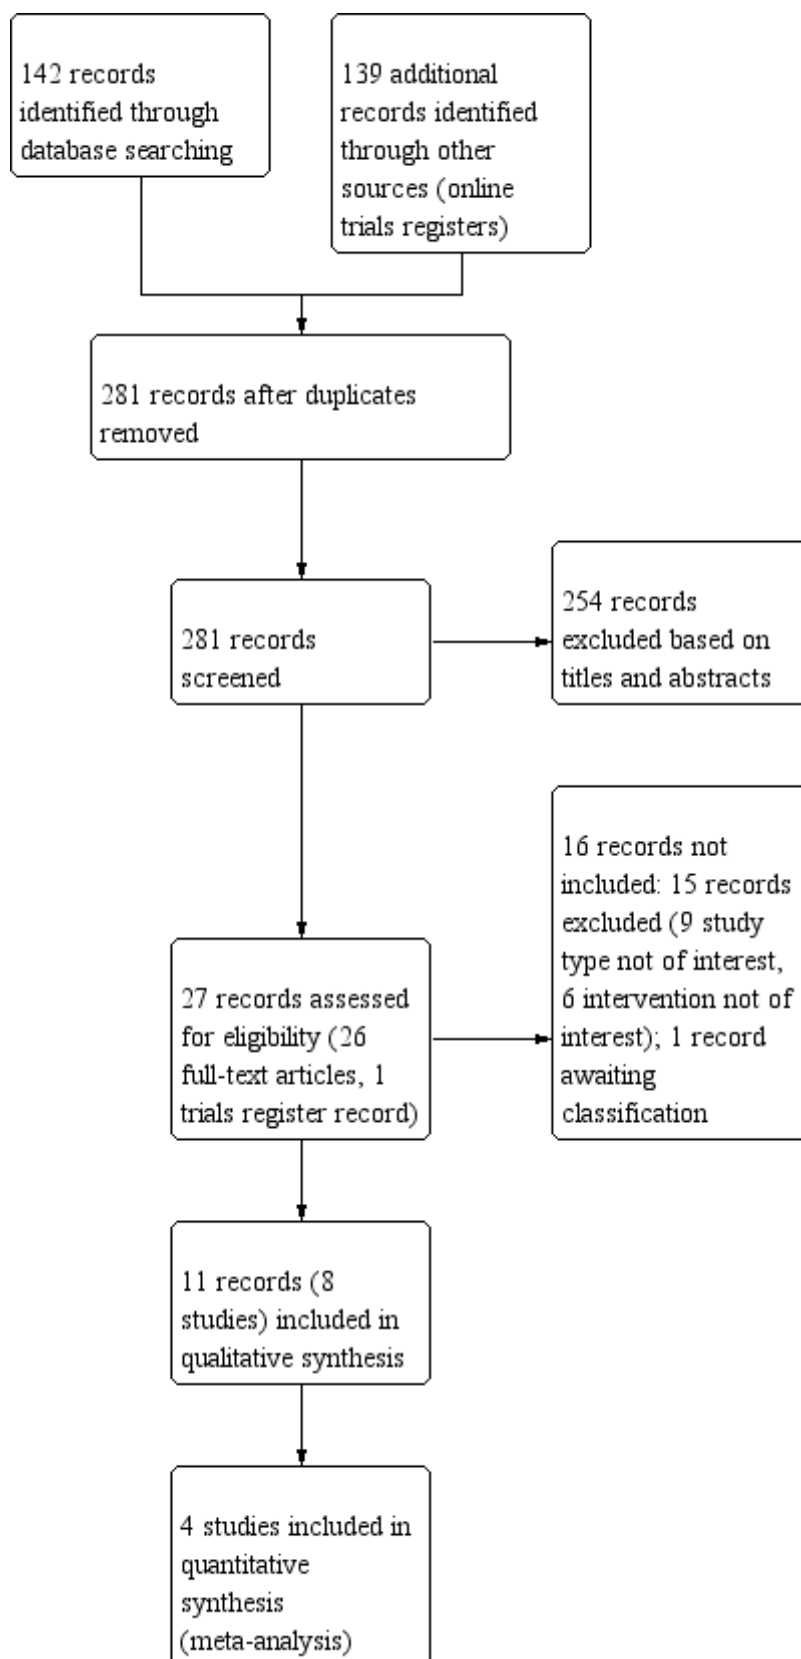 142 records
identified through
database searching
139 additional
records identified
through other
sources (online
trials registers)
281 records after duplicates
removed
281 records
screened
254 records
excluded based on
titles and abstracts
27 records assessed
for eligibility (26
full-text articles, 1
trials register record)
16 records not
included: 15 records
excluded (9 study
type not of interest,
6 intervention not of
interest); 1 record
awaiting
classification
11 records (8
studies) included in
qualitative synthesis
4 studies included in
quantitative
synthesis
(meta-analysis)